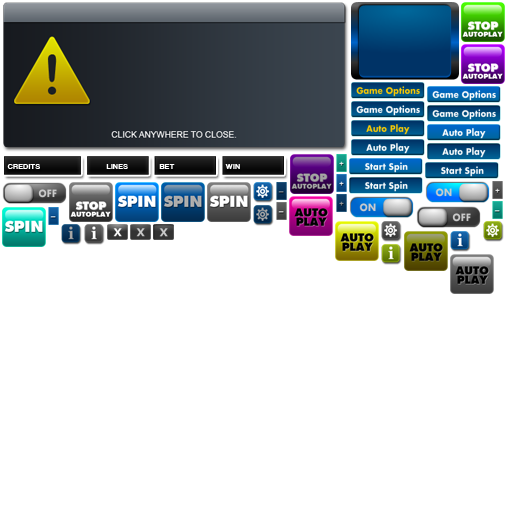 STOP
AUTOPLAY
STOP
AUTOPLAY
CLICK ANYWHERE TO CLOSE.
Game Options
Game Options
Game Options
Game Options
Auto Play
Auto Play
Auto Play
Auto Play
Start Spin
Start Spin
Start Spin
CREDITS
LINES
BET
WIN
STOP
AUTOPLAY
OFF
STOP
AUTOPLAY
SPIN
SPIN
SPIN
ON
ON
OFF
SPIN
AUTO
PLAY
i
i
X
X
X
AUTO
PLAY
i
AUTO
PLAY
i
AUTO
PLAY